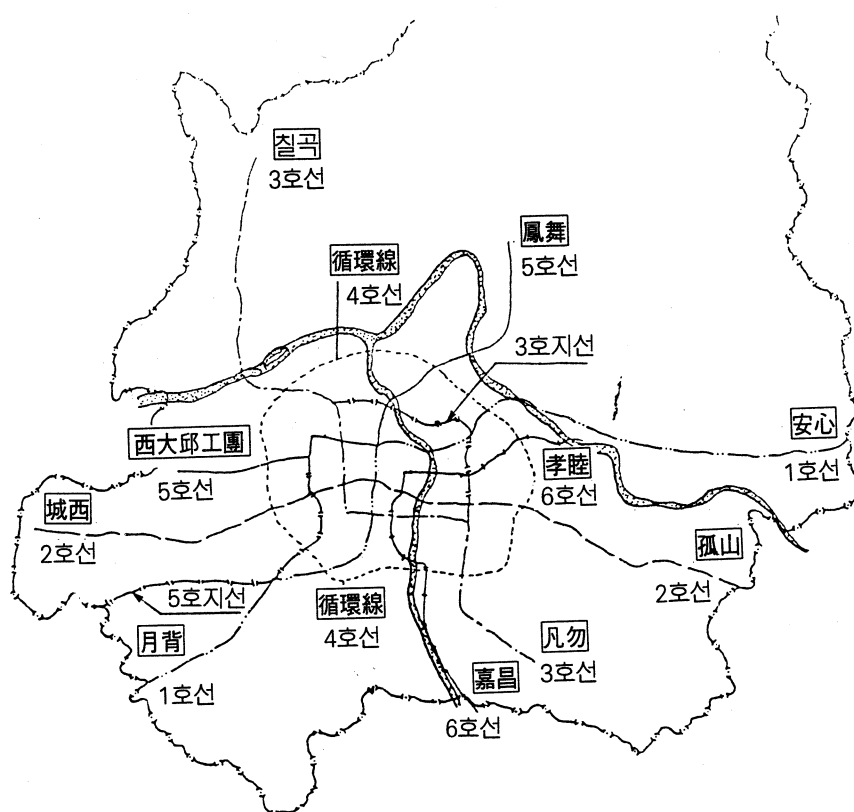 칠곡
3호선
鳳舞
5호선
循環線
4호선
3호지선
安心
1호선
西大邱工團
5호선
孝睦
6호선
城西
2호선
孤山
2호선
5호지선
循環線
4호선
月背
1호선
凡勿
3호선
嘉昌
6호선